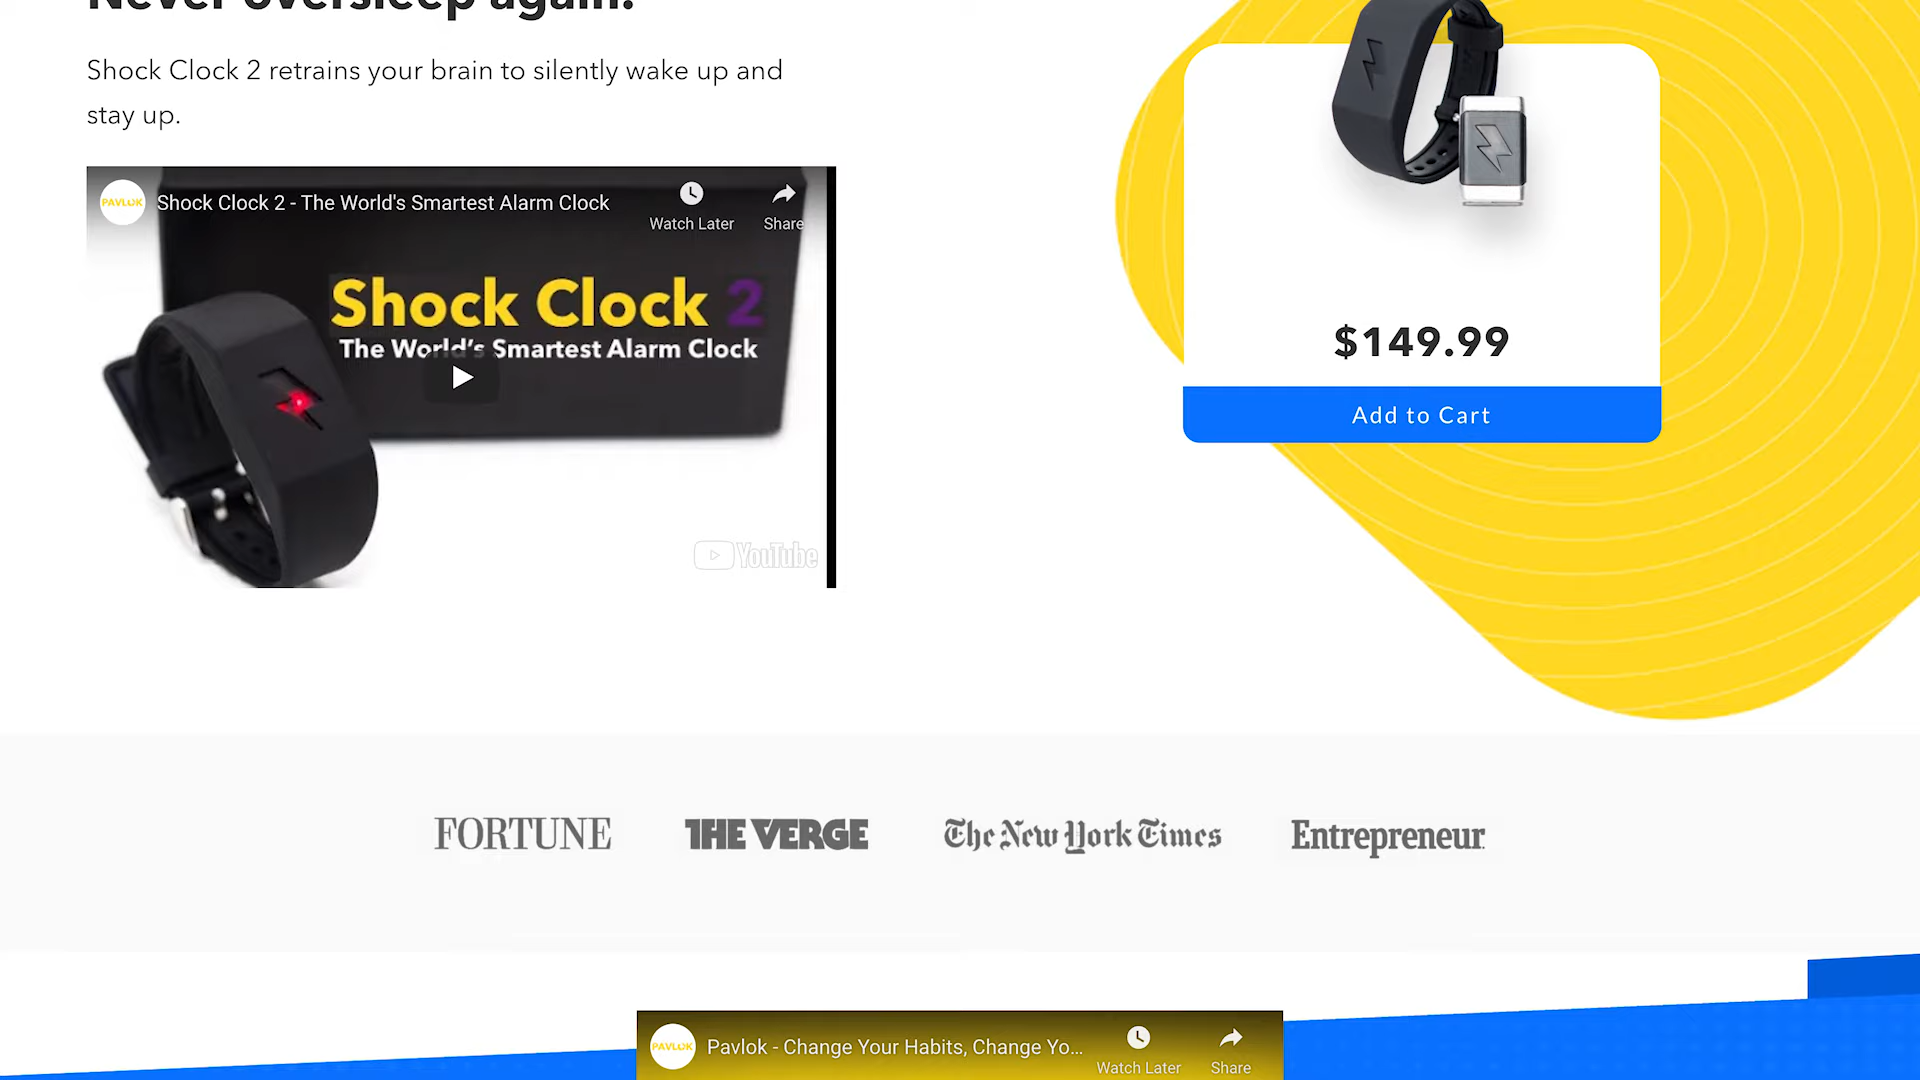 Never oversleep again.
Shock Clock 2 retrains your brain to silently wake up and
stay up.
PAVLOK
Shock Clock 2 - The World's Smartest Alarm Clock
Watch Later
Share
Shock Clock 2
The World's Smartest Alarm Clock
YouTube
$149.99
Add to Cart
FORTUNE
THE VERGE
The New York Times
Entrepreneur
PAVLOK
Pavlok - Change Your Habits, Change Yo...
Watch Later
Share